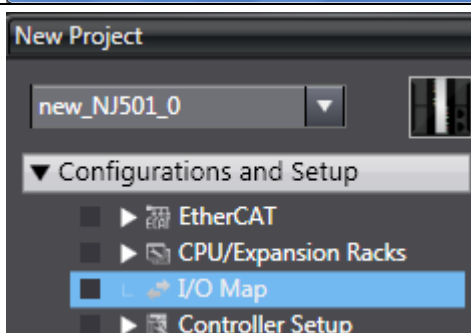 New Project
new_NJ501_0
Configurations and Setup
EtherCAT
CPU/Expansion Racks
I/O Map
Controller Setup